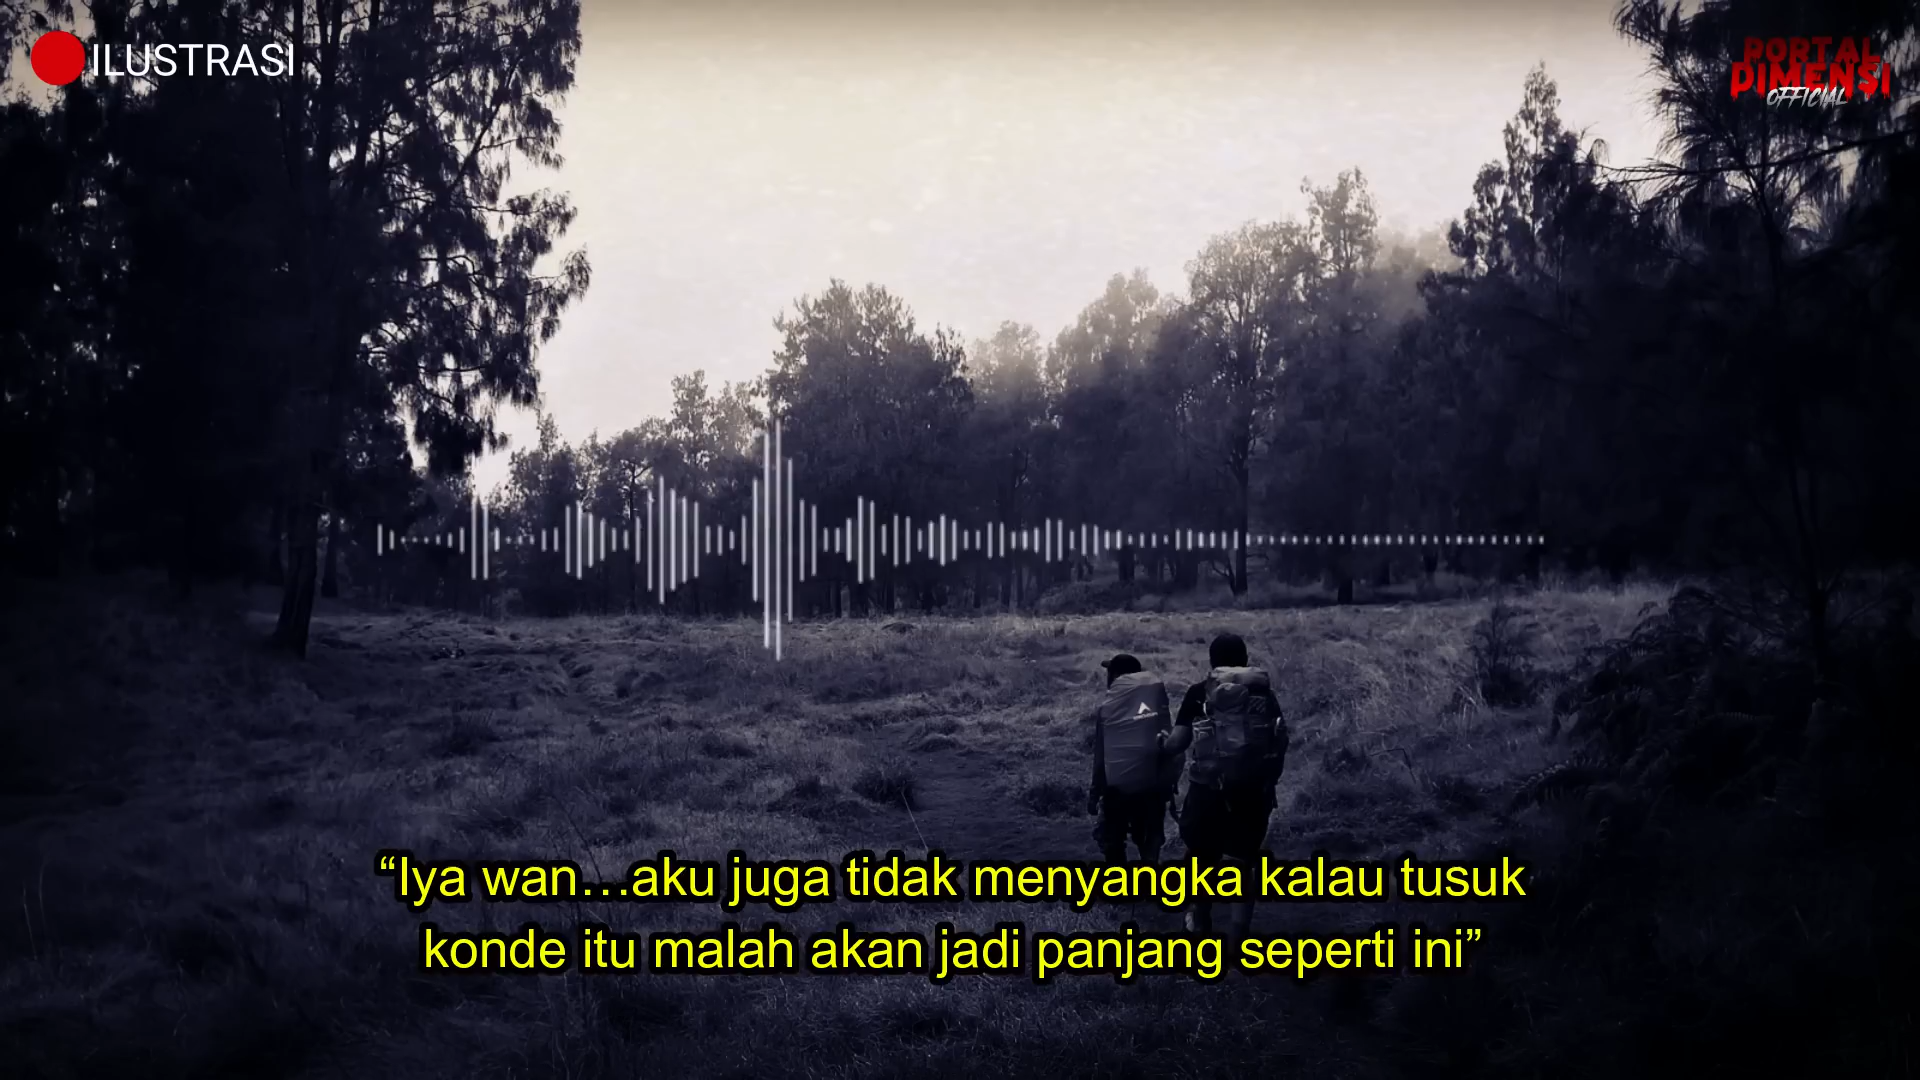 ILUSTRASI
PORTAL
DIMENSI
OFFICIAL
“Iya wan…aku juga tidak menyangka kalau tusuk
konde itu malah akan jadi panjang seperti ini”